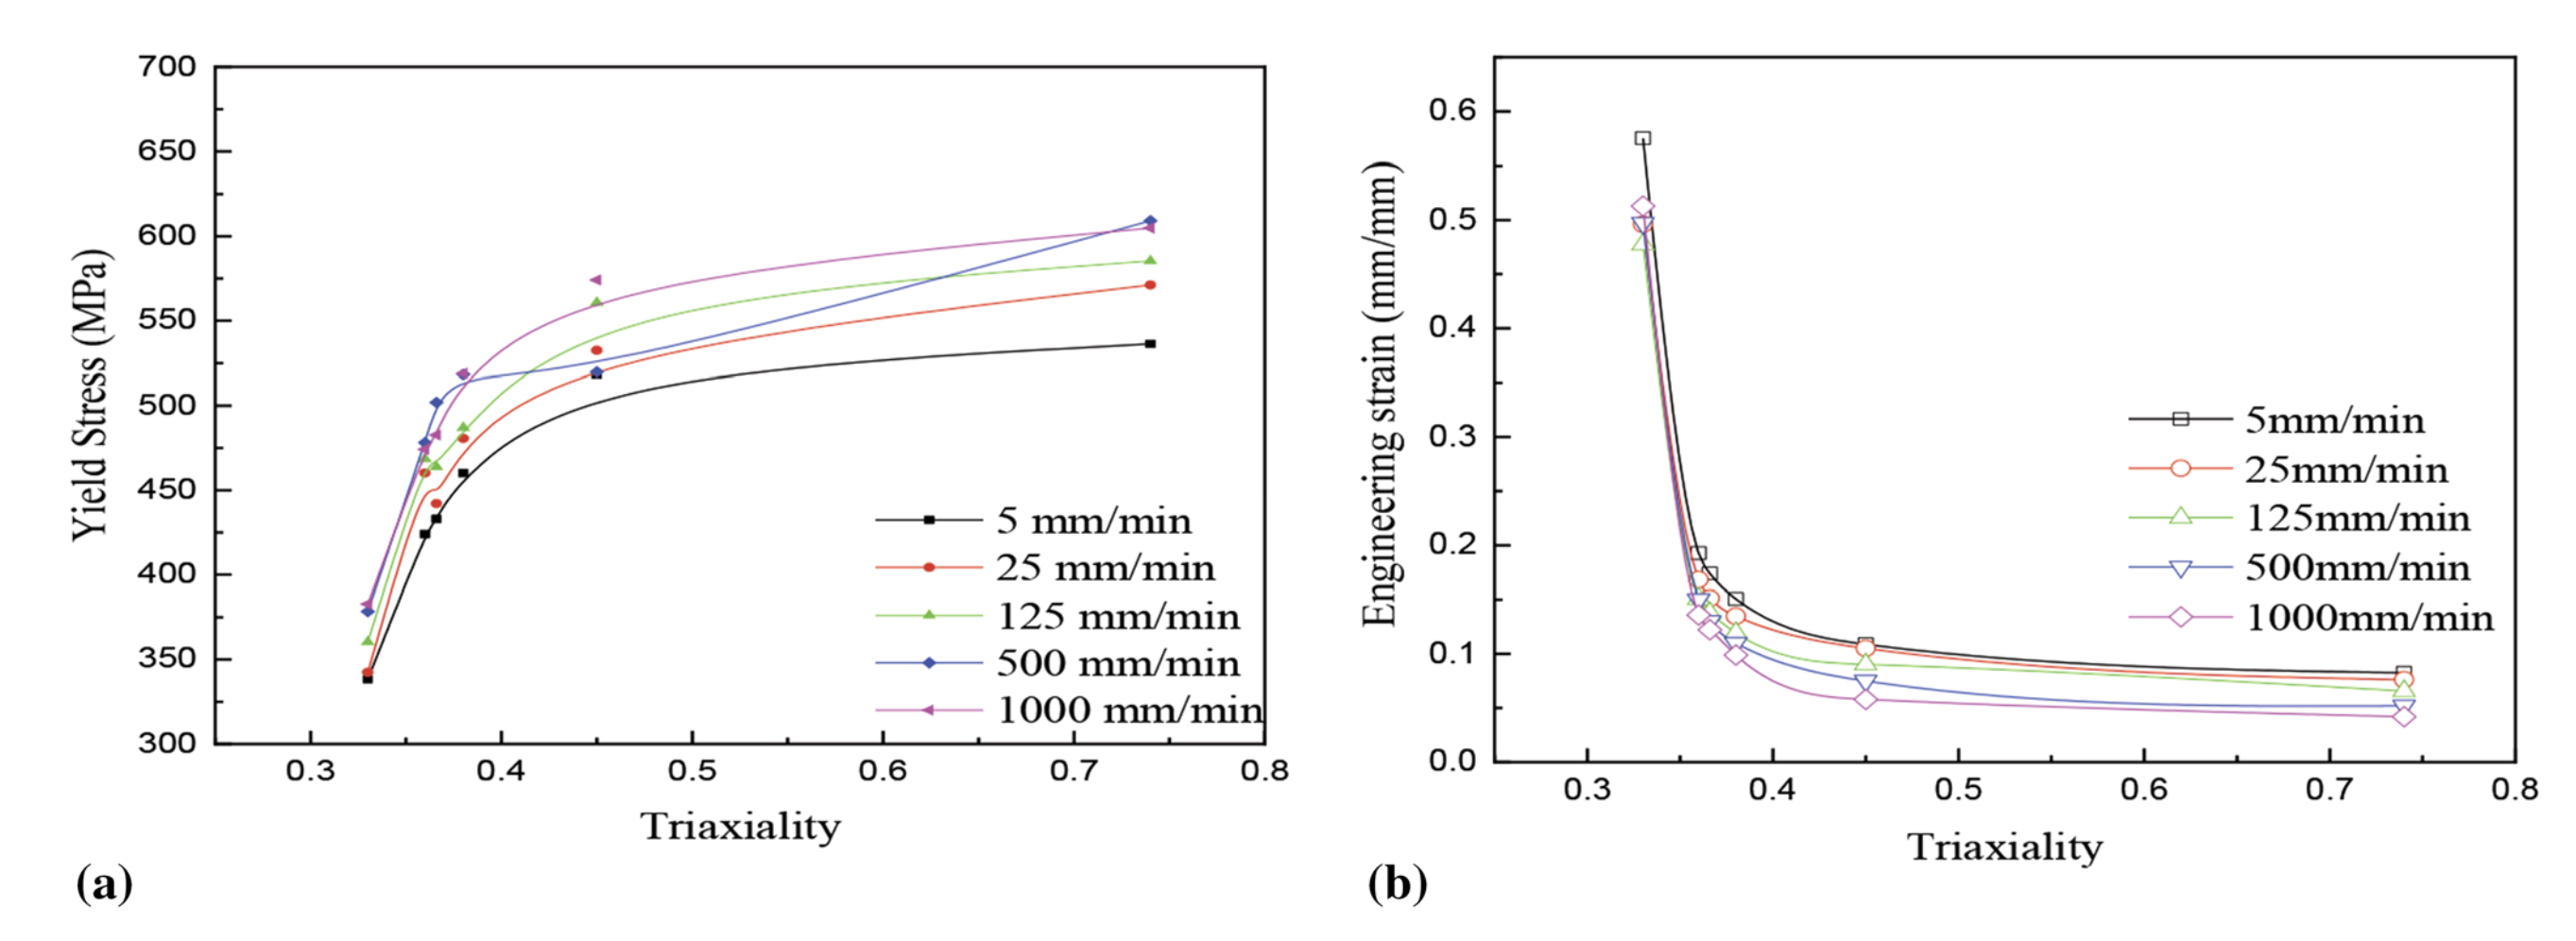 700
650
600
550
500
450
400
350
300
Yield Stress (MPa)
5 mm/min
25 mm/min
125 mm/min
500 mm/min
1000 mm/min
0.3 0.4 0.5 0.6 0.7 0.8
Triaxiality
(a)
0.6
0.5
0.4
0.3
0.2
0.1
0.0
Engineering strain (mm/mm)
5mm/min
25mm/min
125mm/min
500mm/min
1000mm/min
0.3 0.4 0.5 0.6 0.7 0.8
Triaxiality
(b)